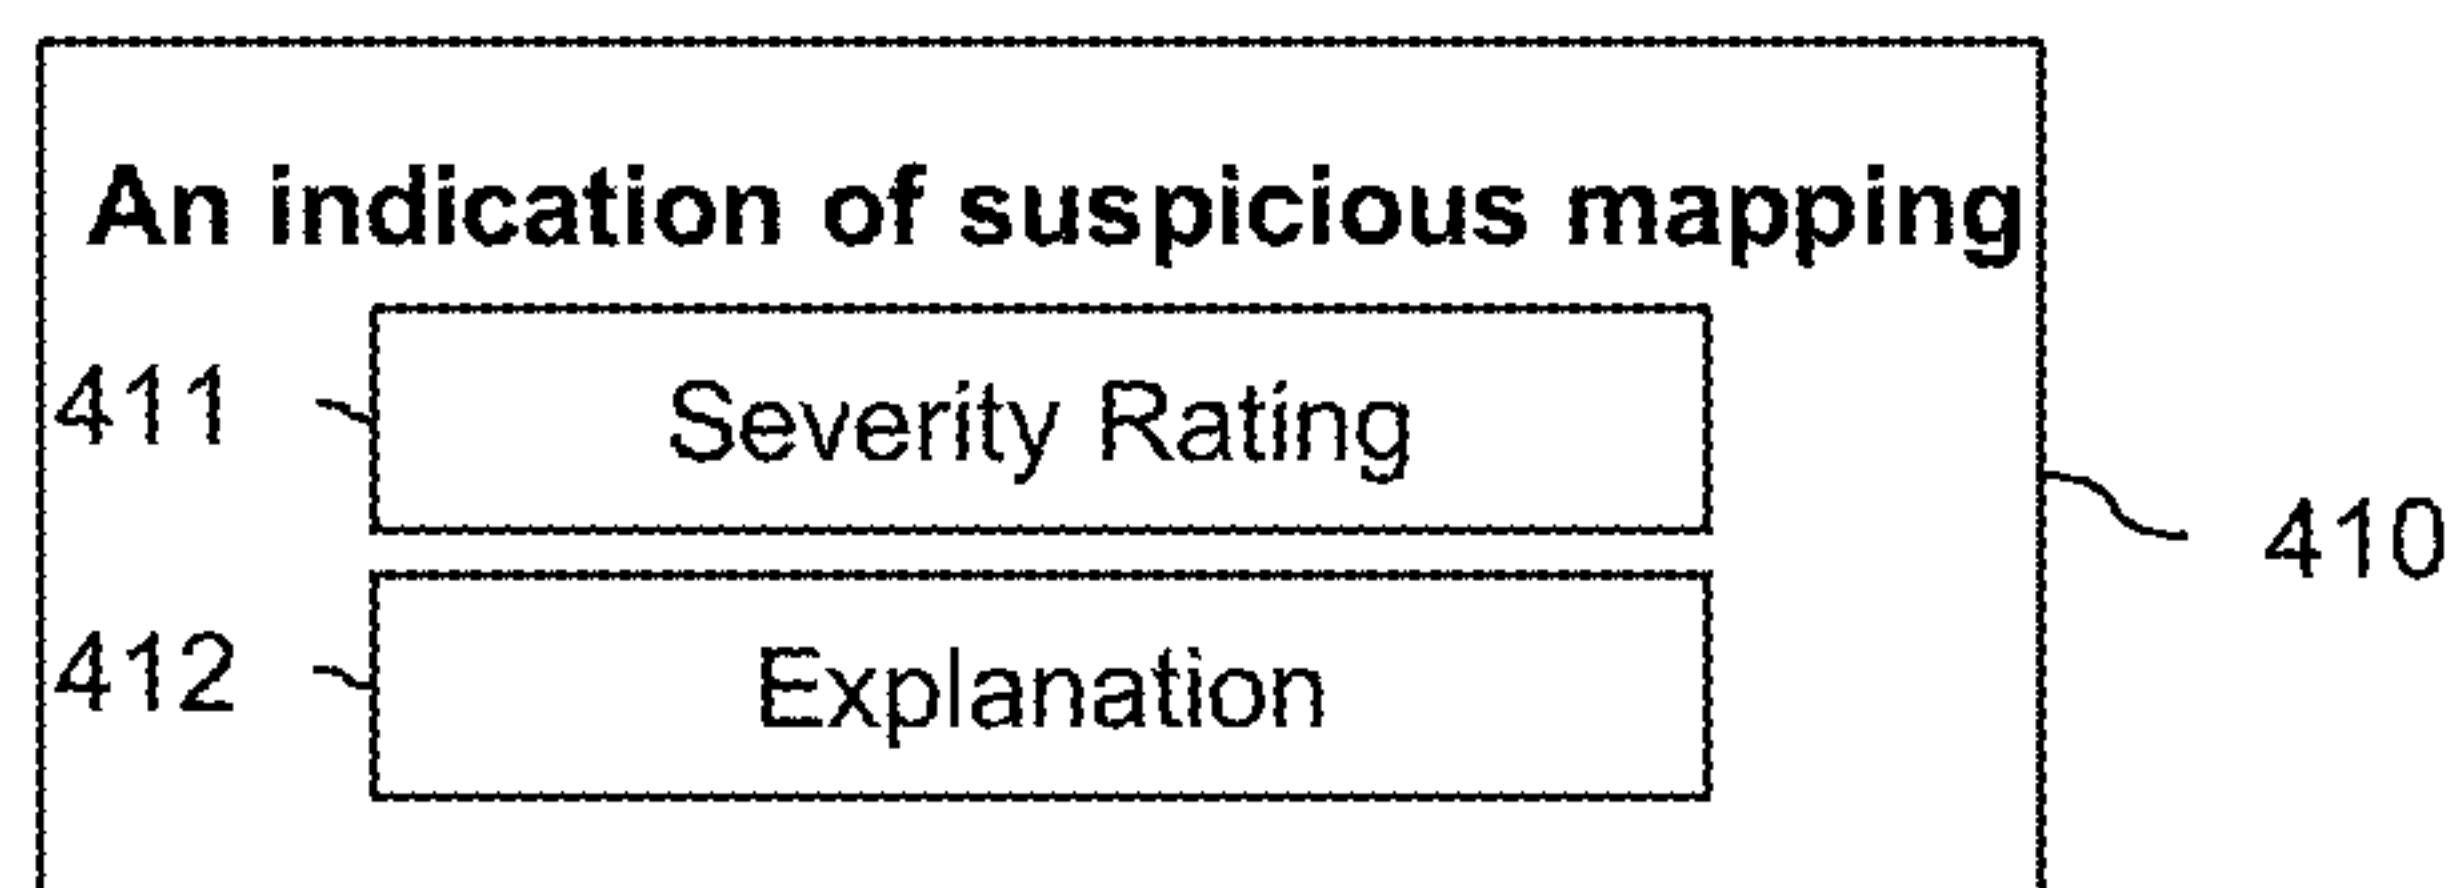 An indication of suspicious mapping
411 Severity Rating
410
412 Explanation